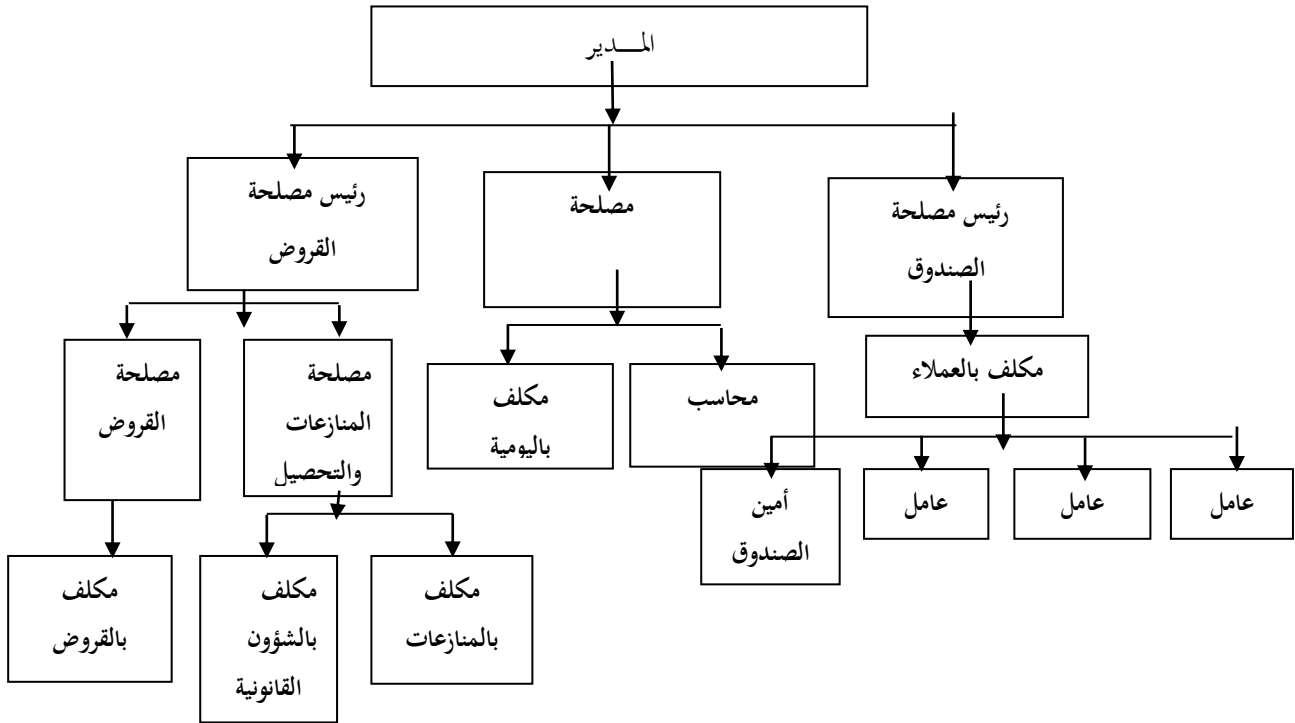 المـــدير
رئيس مصلحة
الصندوق
مصلحة
رئيس مصلحة
القروض
مكلف بالعملاء
محاسب
مكلف
باليومية
مصلحة
المنازعات
والتحصيل
مصلحة
القروض
عامل
عامل
عامل
أمين
الصندوق
مكلف
بالمنازعات
مكلف
بالشؤون
القانونية
مكلف
بالقروض